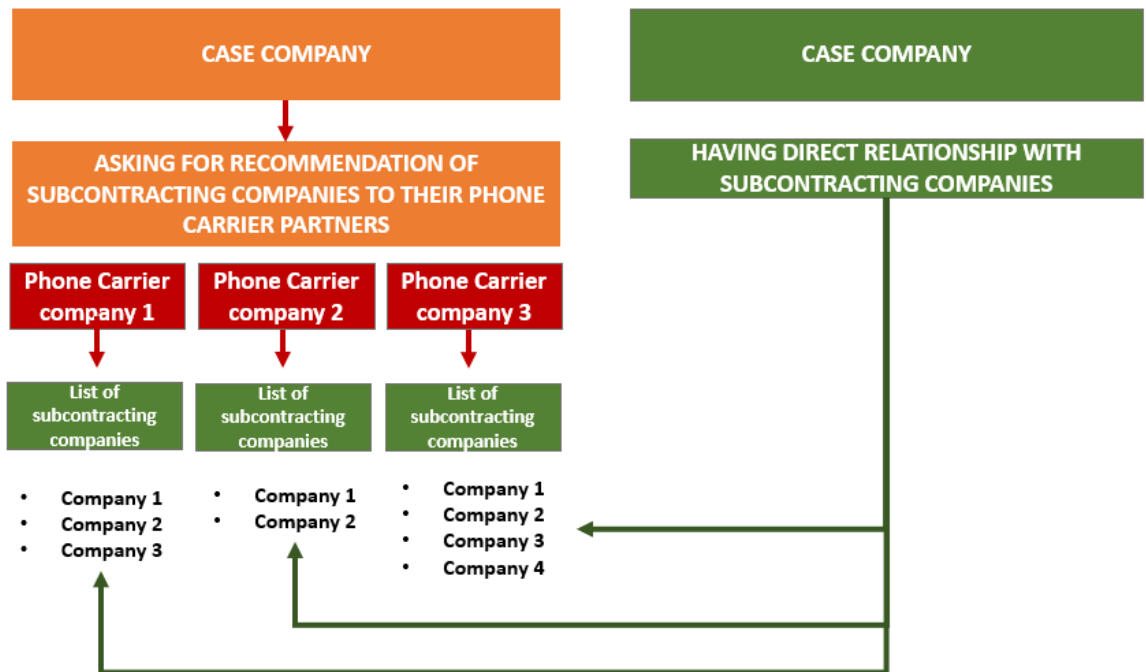 CASE COMPANY
CASE COMPANY
ASKING FOR RECOMMENDATION OF
SUBCONTRACTING COMPANIES TO THEIR PHONE
CARRIER PARTNERS
HAVING DIRECT RELATIONSHIP WITH
SUBCONTRACTING COMPANIES
Phone Carrier
company 1
Phone Carrier
company 2
Phone Carrier
company 3
List of
subcontracting
companies
List of
subcontracting
companies
List of
subcontracting
companies
• Company 1
• Company 2
• Company 3
• Company 1
• Company 2
• Company 1
• Company 2
• Company 3
• Company 4